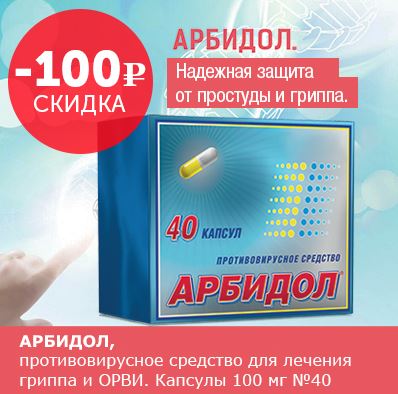 -100₽
СКИДКА
АРБИДОЛ.
Надежная защита
от простуды и гриппа.
40 КАПСУЛ
ПРОТИВОВИРУСНОЕ СРЕДСТВО
АРБИДОЛ®
АРБИДОЛ,
противовирусное средство для лечения
гриппа и ОРВИ. Капсулы 100 мг №40